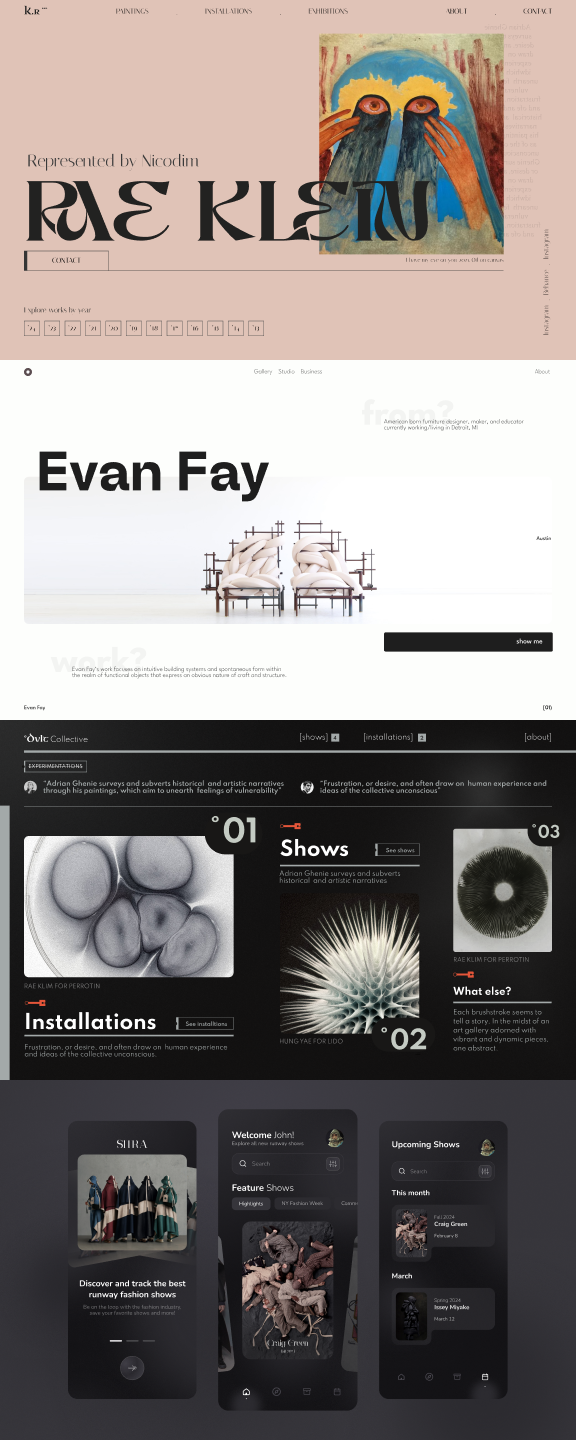 K.R
PAINTINGS
INSTALLATIONS
EXHIBITIONS
ABOUT
CONTACT
Represented by Nicodim
RAE KLEIN
CONTACT
I have my eye on you 2023 Oil on canvas
Instagram . Behance . Instagram
Explore works by year
'24 '23 '22 '21 '20 '19 '18 '17 '16 '15 '14 '13
Gallery Studio Business
About
from?
American born furniture designer, maker, and educator
currently working/living in Detroit, MI
Evan Fay
Austin
show me
work?
Evan Fay's work focuses on intuitive building systems and spontaneous form within
the realm of functional objects that express an obvious nature of craft and structure.
Evan Fay
[01]
Collective
[shows] 4
[installations] 3
[about]
EXPERIMENTATIONS
"Adrian Ghenie surveys and subverts historical and artistic narratives
through his paintings, which aim to unearth feelings of vulnerability"
"Frustration, or desire, and often draw on human experience and
ideas of the collective unconscious"
°01
RAE KLIM FOR PERROTIN
Installations
See installtions
Frustration, or desire, and often draw on human experience
and ideas of the collective unconscious.
Shows
See shows
Adrian Ghenie surveys and subverts
historical and artistic narratives
HUNG YAE FOR LIDO
°02
°03
RAE KLIM FOR PERROTIN
What else?
Each brushstroke seems to
tell a story. In the midst of an
art gallery adorned with
vibrant and dynamic pieces,
one abstract.
Discover and track the best
runway fashion shows
Be on the loop with the fashion industry,
save your favorite shows and more!
Welcome John!
Explore all new runway shows
Search
Feature Shows
Highlights
NY Fashion Week
Craig Green
Upcoming Shows
Search
This month
Fall 2024
Craig Green
February 8
March
Spring 2024
Issey Miyake
March 12